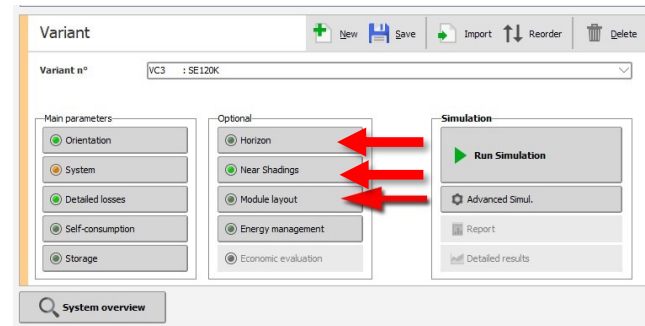 Variant
New Save Import Reorder Delete
Variant n° VC3 : SE120K
Main parameters
Orientation
System
Detailed losses
Self-consumption
Storage
Optional
Horizon
Near Shadings
Module layout
Energy management
Economic evaluation
Simulation
Run Simulation
Advanced Simul.
Report
Detailed results
System overview